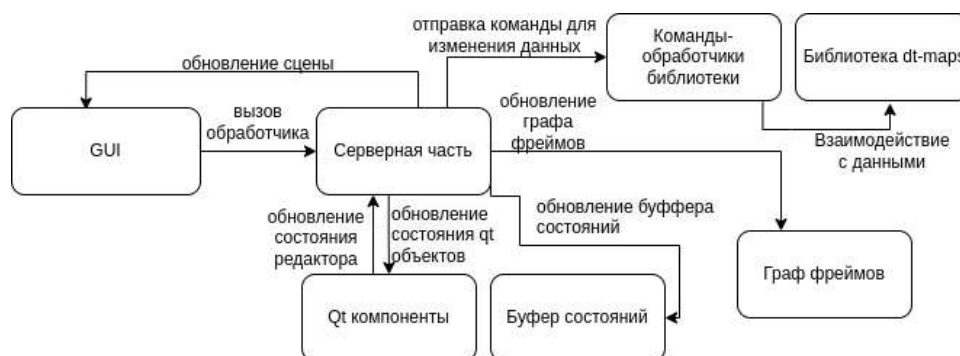 отправка команды для
изменения данных
Команды-
обработчики
библиотеки
Библиотека dt-maps
обновление сцены
вызов
обработчика
обновление
графа
фреймов
Взаимодействие
с данными
GUI
Серверная часть
обновление
состояния
редактора
обновление
состояния qt
объектов
обновление буффера
состояний
Граф фреймов
Qt компоненты
Буфер состояний